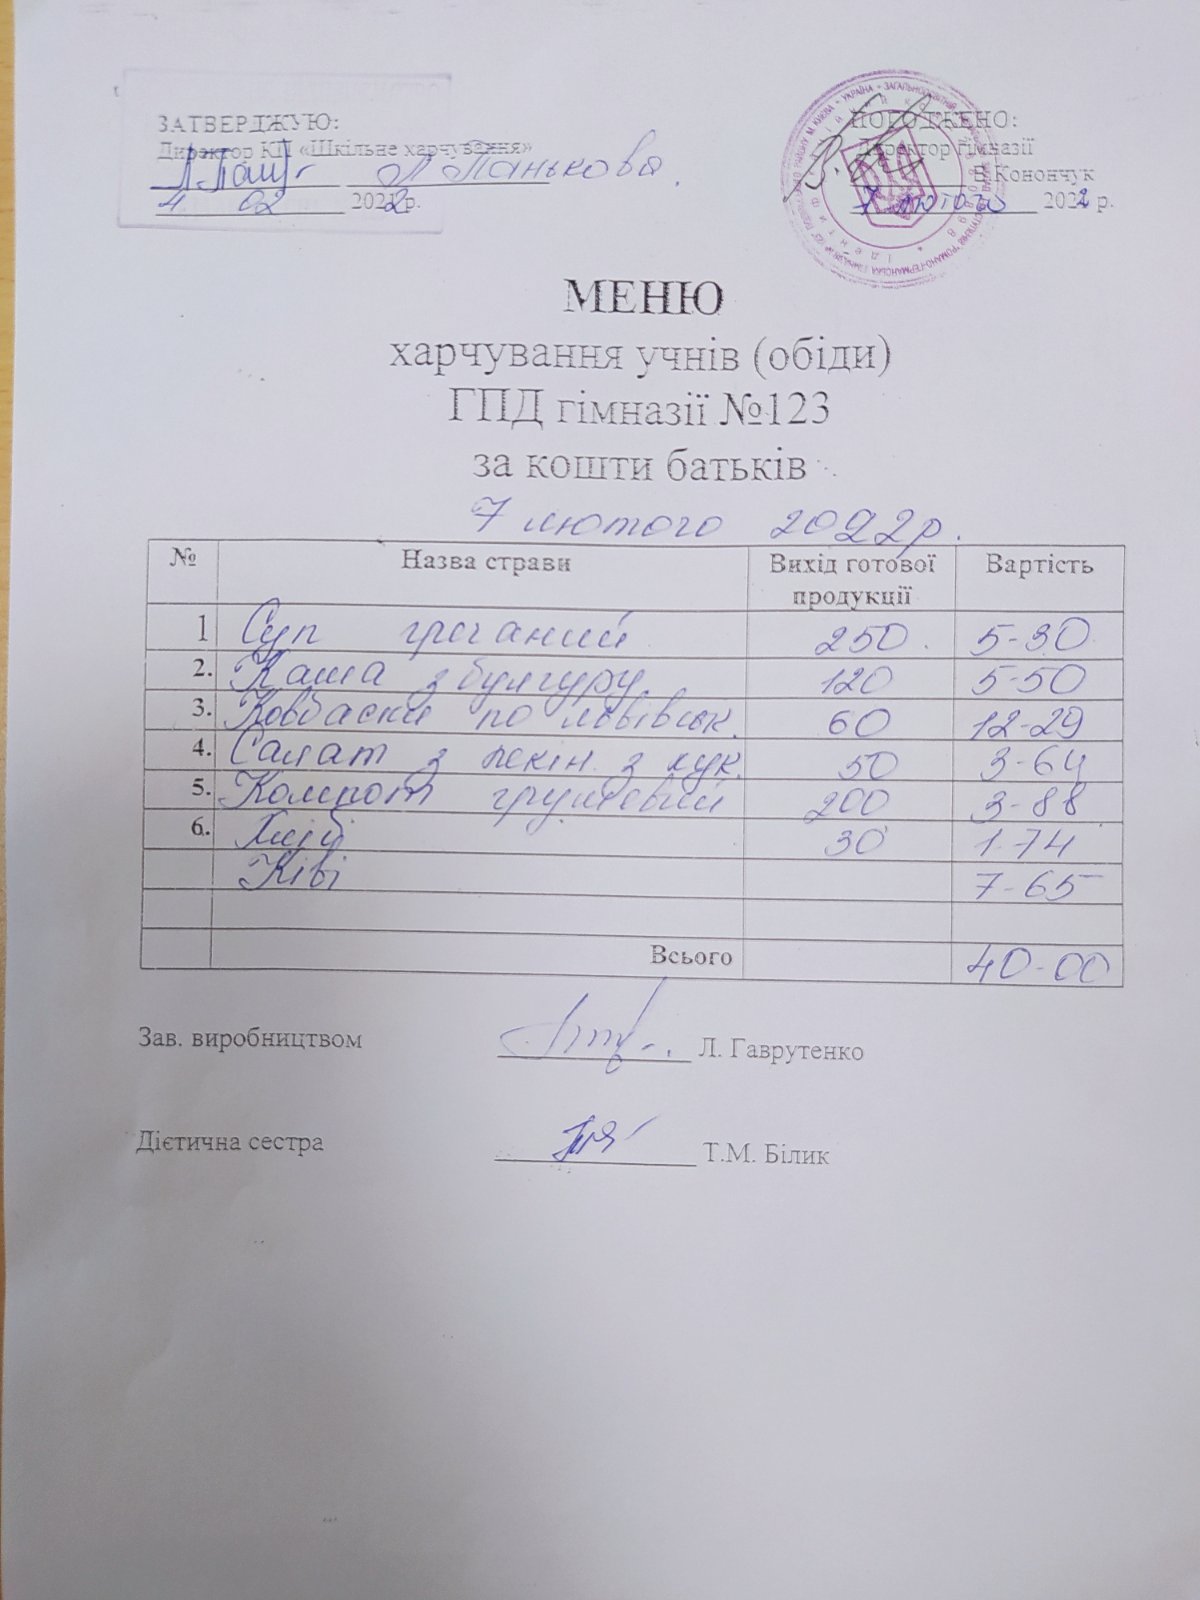 ЗАТВЕРДЖУЮ:
Директор КП «Шкільне харчування»
Л Панькова.
4 02 2022 р.
ПОГОДЖЕНО:
Директор гімназії
В.Конончук
7 лютого 2022 р.
МЕНЮ
харчування учнів (обіди)
ГПД гімназії №123
за кошти батьків
7 лютого 2022р.
№ Назва страви Вихід готової продукції Вартість
1 Суп гречаний 250. 5-30
2. Каша з булгуру 120 5-50
3. Ковбаски по львівськ. 60 12-29
4. Салат з пекін. з кук. 50 3-64
5. Компот грушевий 200 3-88
6. Хліб 30 1-74
Ківі 7-65
Всього 40-00
Зав. виробництвом Л. Гаврутенко
Дієтична сестра Т.М. Білик